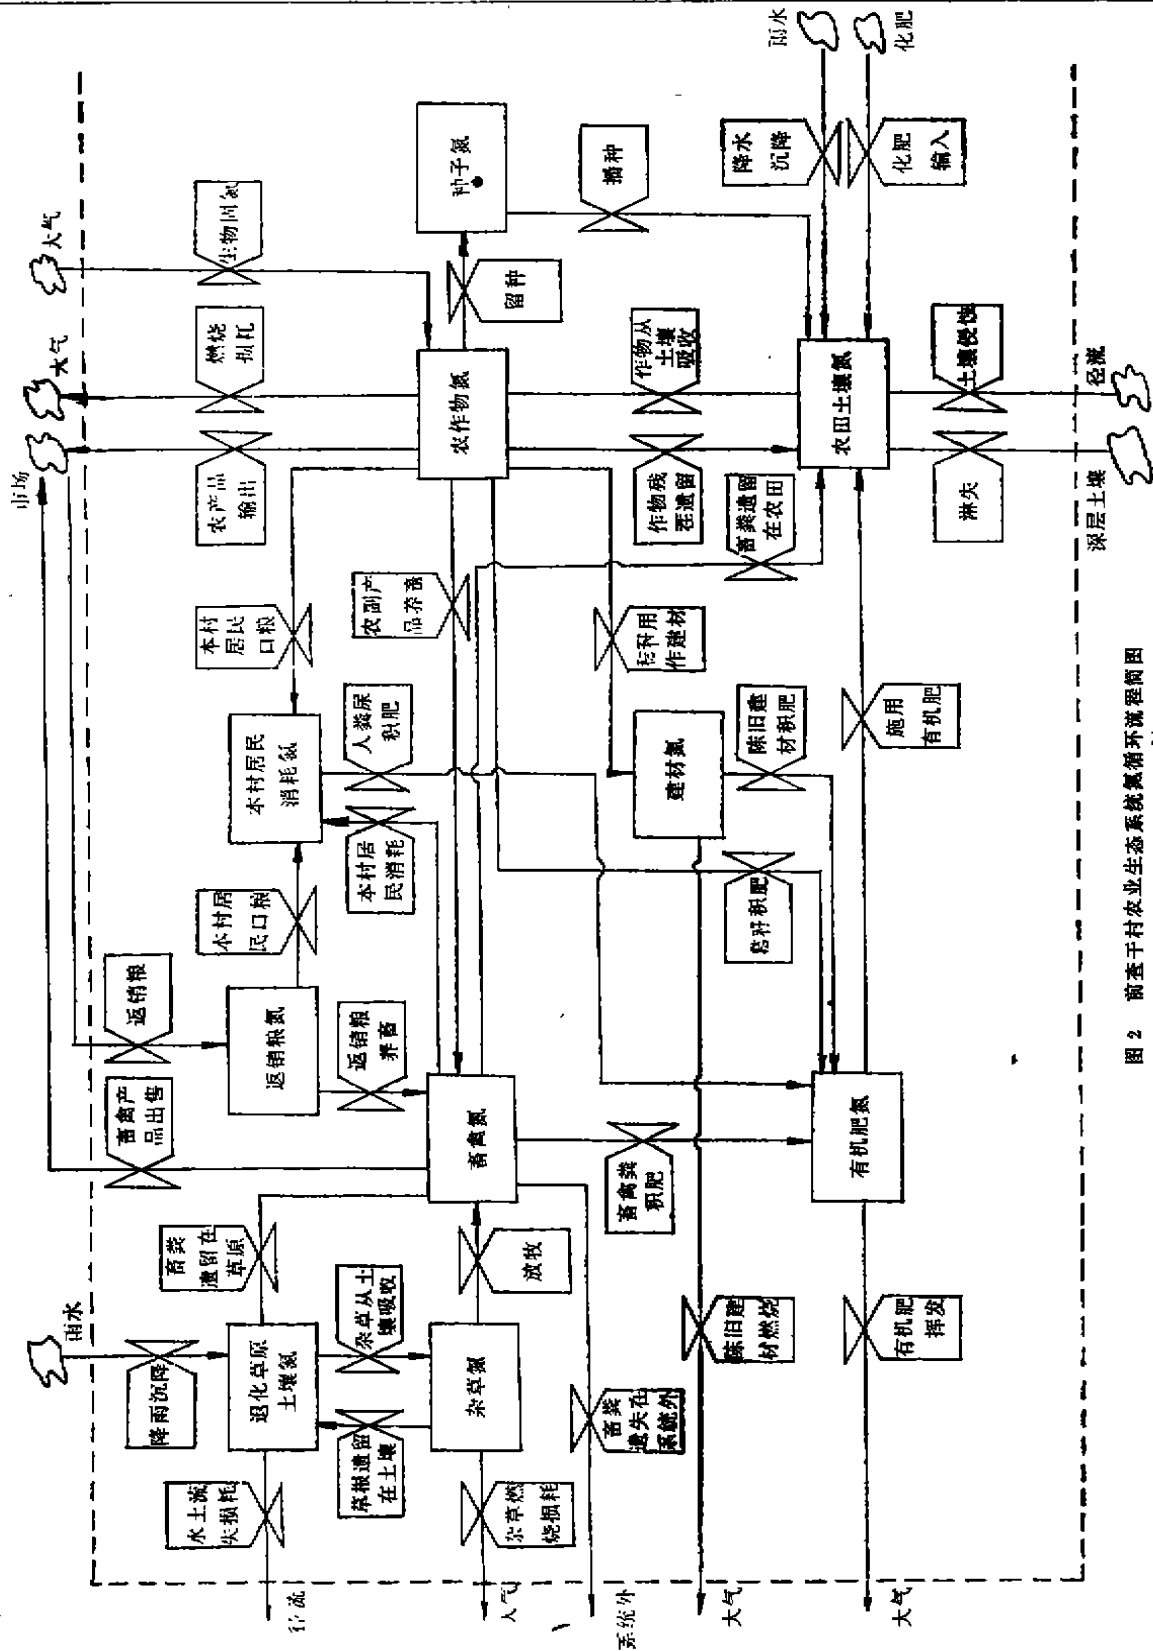 雨水
化肥
降水
沉降
化肥
输入
种子氮
播种
大气
生物固氮
留种
大气
燃烧
损耗
农作物氮
作物从
土壤
吸收
农田土壤氮
土壤侵蚀
径流
市场
农产品
输出
作物残
茬遗留
畜粪遗留
在农田
淋失
深层土壤
本村
居民
口粮
农副产
品养畜
秸秆用
作建材
本村居民
消耗氮
人粪尿
积肥
建材氮
陈旧建
材积肥
施用
有机肥
本村居
民消耗
本村居
民口粮
秸秆积肥
返销粮
返销粮氮
返销粮
养畜
畜禽产
品出售
畜禽氮
畜禽粪
积肥
有机肥氮
畜粪
遗留在
草原
放牧
雨水
降雨沉降
退化草原
土壤氮
杂草从土
壤吸收
杂草氮
草根遗留
在土壤
畜粪
遗失在
系统外
陈旧建
材燃烧
有机肥
挥发
水土流
失损耗
杂草燃
烧损耗
径流
大气
系统外
大气
大气
图 2 前查干村农业生态系统氮循环流程简图